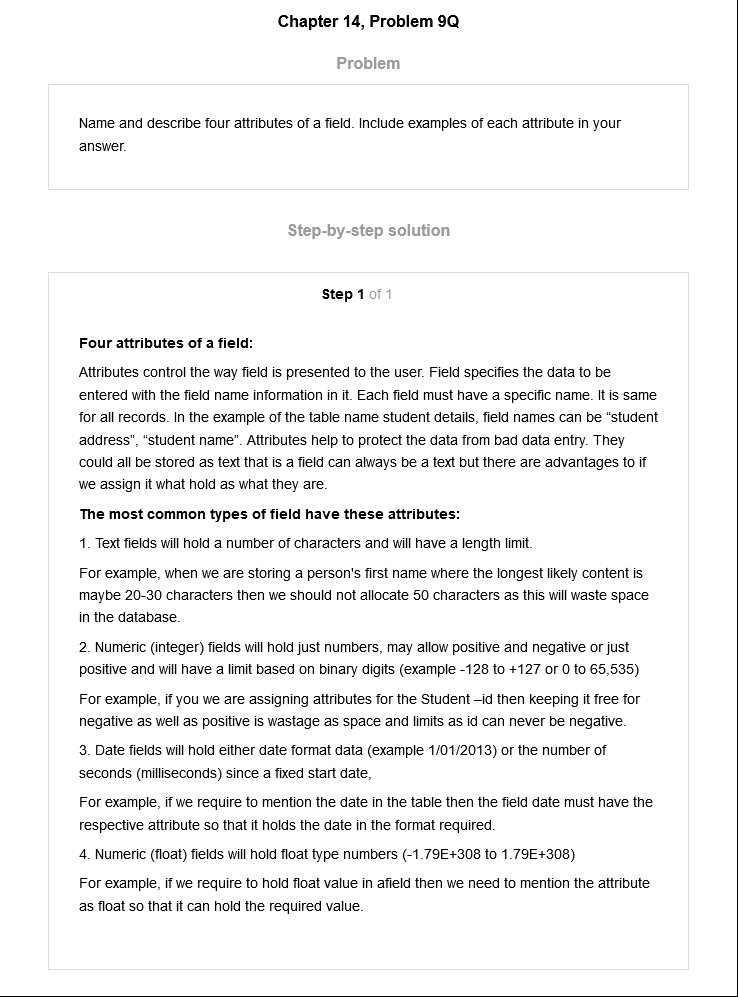 Chapter 14, Problem 9Q
Problem
Name and describe four attributes of a field. Include examples of each attribute in your
answer.
Step-by-step solution
Step 1 of 1
Four attributes of a field:
Attributes control the way field is presented to the user. Field specifies the data to be
entered with the field name information in it. Each field must have a specific name. It is same
for all records. In the example of the table name student details, field names can be “student
address”, “student name”. Attributes help to protect the data from bad data entry. They
could all be stored as text that is a field can always be a text but there are advantages to if
we assign it what hold as what they are.
The most common types of field have these attributes:
1. Text fields will hold a number of characters and will have a length limit.
For example, when we are storing a person's first name where the longest likely content is
maybe 20-30 characters then we should not allocate 50 characters as this will waste space
in the database.
2. Numeric (integer) fields will hold just numbers, may allow positive and negative or just
positive and will have a limit based on binary digits (example -128 to +127 or 0 to 65,535)
For example, if you we are assigning attributes for the Student –id then keeping it free for
negative as well as positive is wastage as space and limits as id can never be negative.
3. Date fields will hold either date format data (example 1/01/2013) or the number of
seconds (milliseconds) since a fixed start date,
For example, if we require to mention the date in the table then the field date must have the
respective attribute so that it holds the date in the format required.
4. Numeric (float) fields will hold float type numbers (-1.79E+308 to 1.79E+308)
For example, if we require to hold float value in afield then we need to mention the attribute
as float so that it can hold the required value.